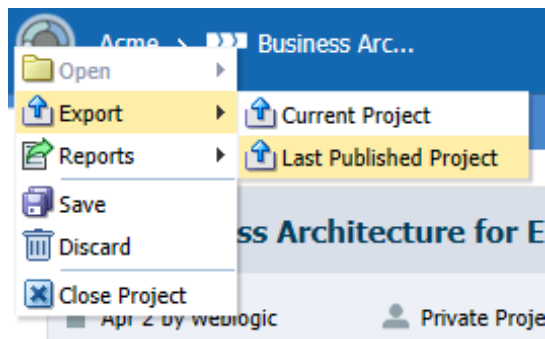 Acme > Business Arc...
Open
Export
Current Project
Reports
Last Published Project
Save
Discard
ss Architecture for E
Close Project
Apr 2 by weblogic
Private Proje